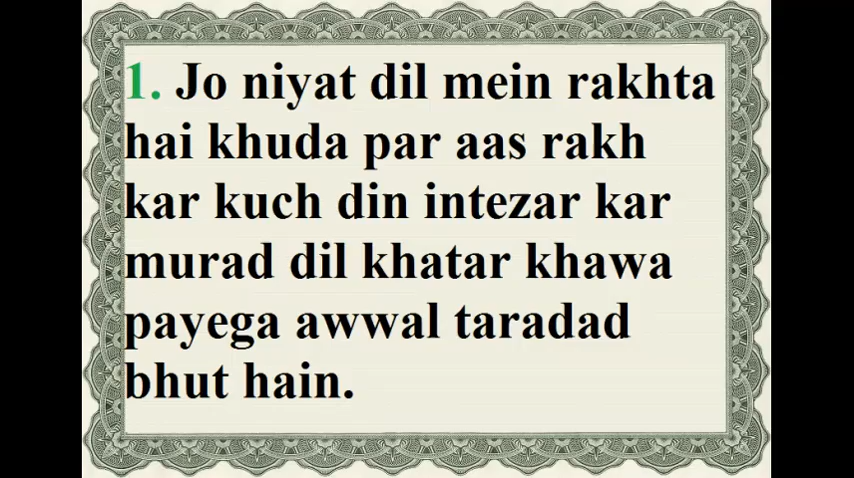 1. Jo niyat dil mein rakhta
hai khuda par aas rakh
kar kuch din intezar kar
murad dil khatar khawa
payega awwal taradad
bhut hain.